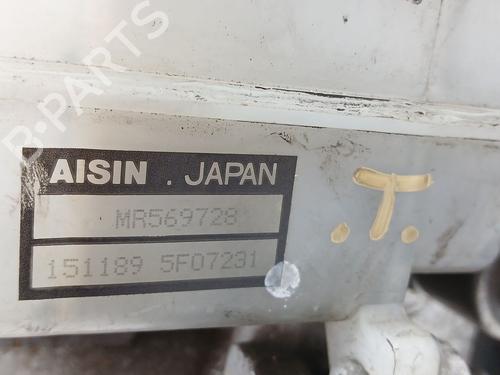 B-PARTS
AISIN . JAPAN
MR569728
151189 5F07231
.T.